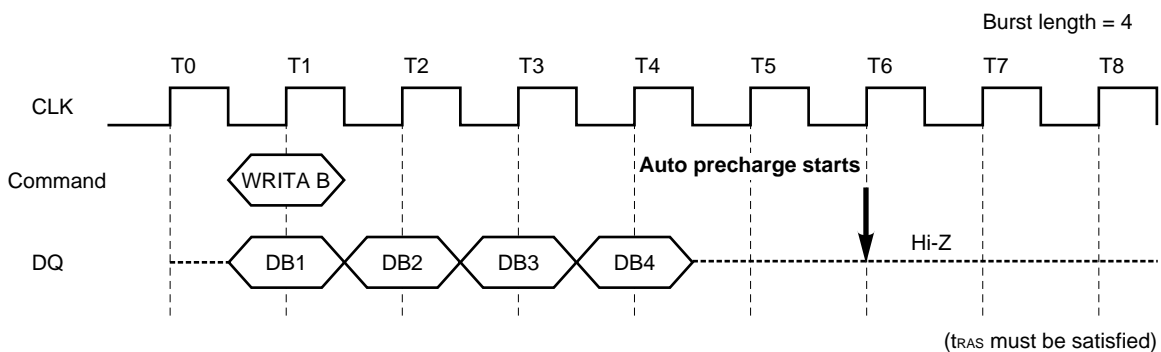 Burst length = 4
T0 T1 T2 T3 T4 T5 T6 T7 T8
CLK
Auto precharge starts
Command WRITA B
DQ DB1 DB2 DB3 DB4 Hi-Z
(tRAS must be satisfied)